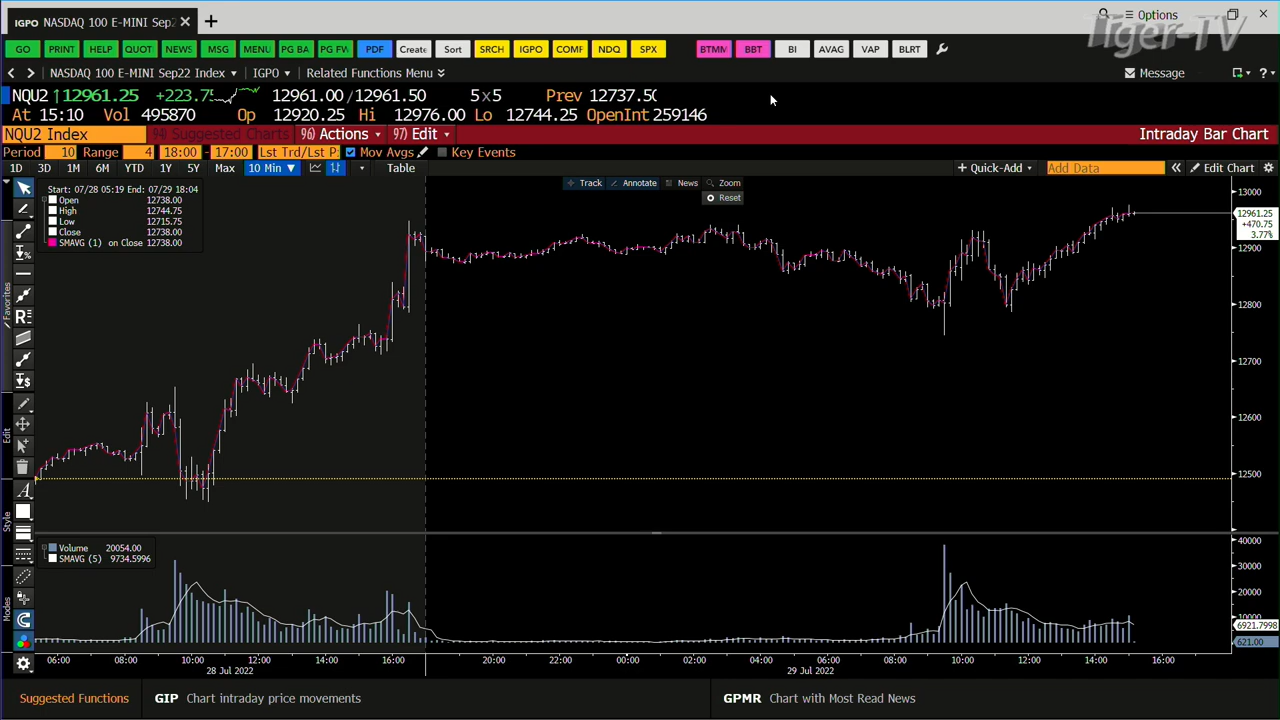 IGPO NASDAQ 100 E-MINI Sep2 × +
Options
Tiger-TV
GO PRINT HELP QUOT NEWS MSG MENU PG BA PG FW PDF Create Sort SRCH IGPO COMF NDQ SPX BTMM BBT BI AVAG VAP BLRT
NASDAQ 100 E-MINI Sep22 Index IGPO Related Functions Menu Message
NQU2 ↑12961.25 +223.75 12961.00/12961.50 5x5 Prev 12737.50
At 15:10 Vol 495870 Op 12920.25 Hi 12976.00 Lo 12744.25 OpenInt 259146
NQU2 Index 94) Suggested Charts 96) Actions 97) Edit Intraday Bar Chart
Period 10 Range 4 18:00 - 17:00 Lst Trd/Lst P Mov Avgs Key Events
1D 3D 1M 6M YTD 1Y 5Y Max 10 Min ▼ Table + Quick-Add Add Data « Edit Chart
Track Annotate News Zoom
Reset
Start: 07/28 05:19 End: 07/29 18:04
Open 12738.00
High 12744.75
Low 12715.75
Close 12738.00
SMAVG (1) on Close 12738.00
13000
12961.25
+470.75
3.77%
12900
12800
12700
12600
12500
Favorites
Edit
Style
Modes
Volume 20054.00
SMAVG (5) 9734.5996
40000
30000
20000
10000
6921.7998
621.00
06:00 08:00 10:00 12:00 14:00 16:00 20:00 22:00 00:00 02:00 04:00 06:00 08:00 10:00 12:00 14:00 16:00
28 Jul 2022 29 Jul 2022
Suggested Functions GIP Chart intraday price movements GPMR Chart with Most Read News